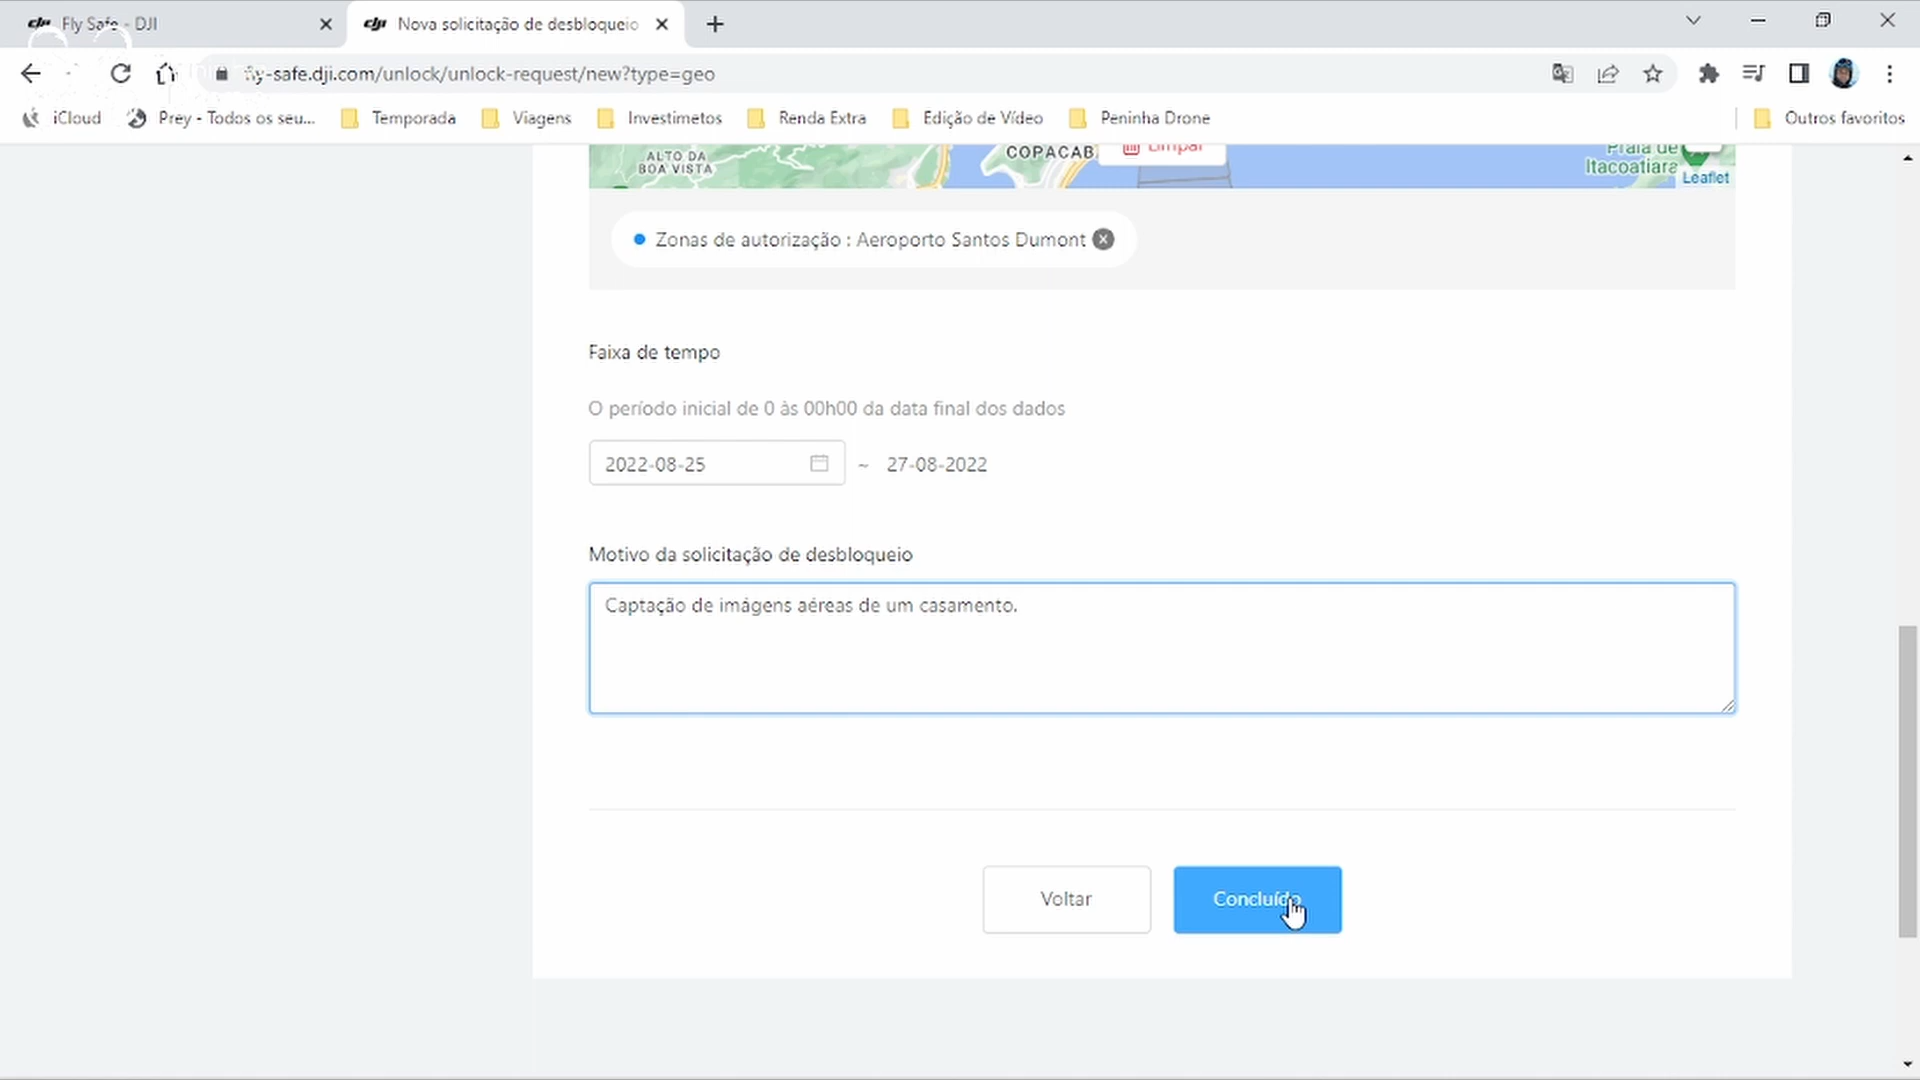 Fly Safe - DJI
Nova solicitação de desbloqueio
fly-safe.dji.com/unlock/unlock-request/new?type=geo
iCloud
Prey - Todos os seu...
Temporada
Viagens
Investimetos
Renda Extra
Edição de Vídeo
Peninha Drone
Outros favoritos
ALTO DA
BOA VISTA
COPACAB
Limpar
Praia de
Itacoatiara
Leaflet
Zonas de autorização : Aeroporto Santos Dumont
Faixa de tempo
O período inicial de 0 às 00h00 da data final dos dados
2022-08-25
~ 27-08-2022
Motivo da solicitação de desbloqueio
Captação de imágens aéreas de um casamento.
Voltar
Concluído